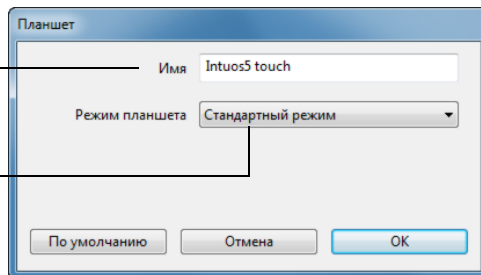 Планшет
Имя Intuos5 touch
Режим планшета Стандартный режим
По умолчанию Отмена OK